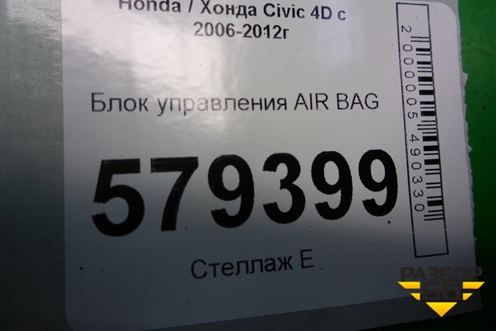 Honda / Хонда Civic 4D с
2006-2012г
Блок управления AIR BAG
579399
Стеллаж Е
2000005490330
РАЗБОР